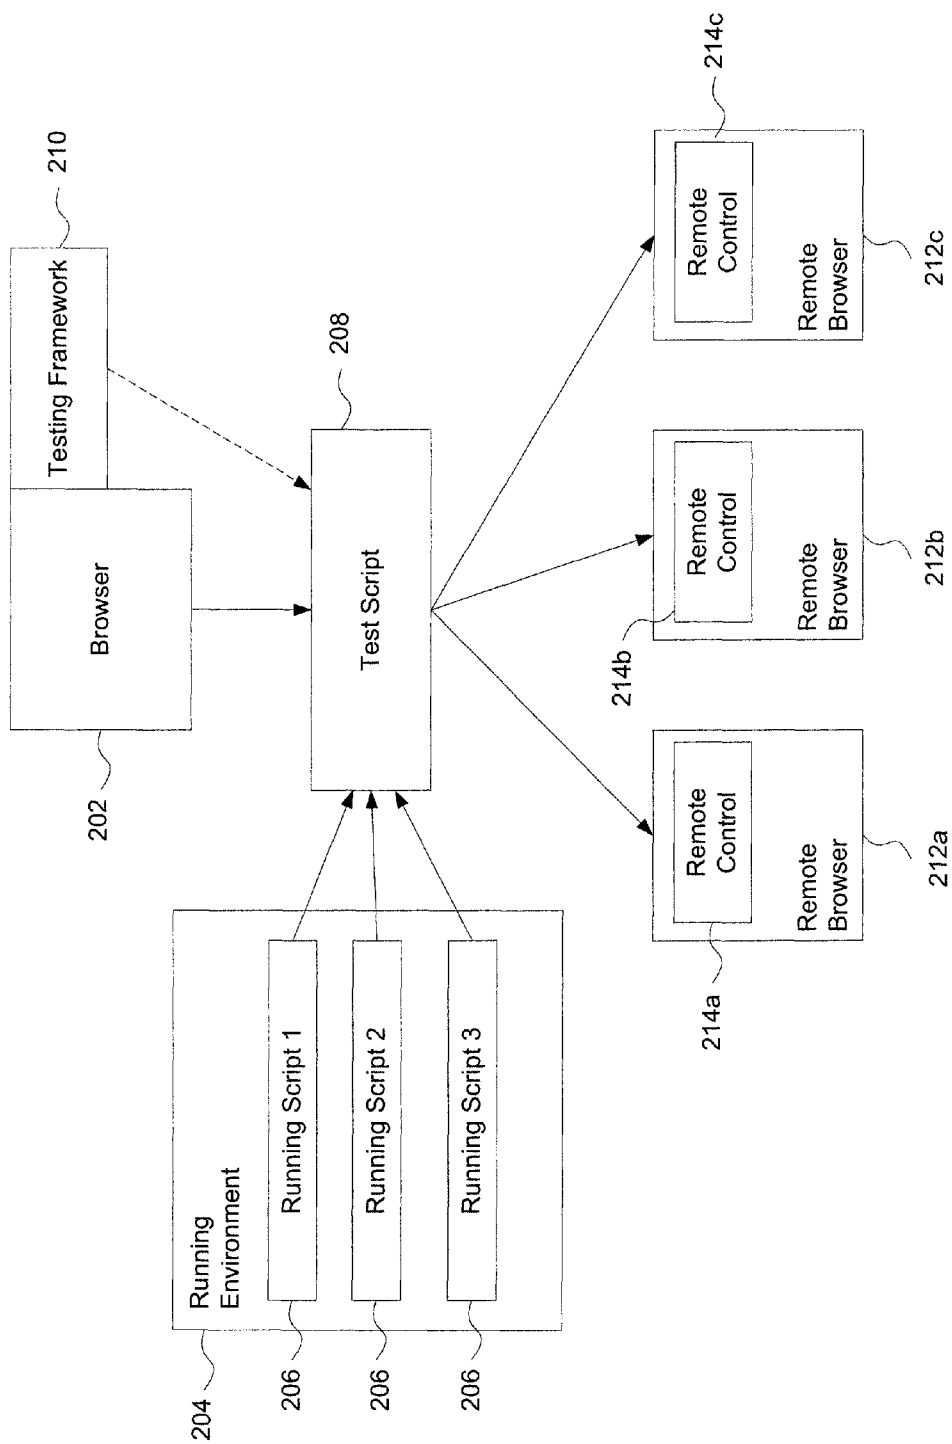 210
Testing Framework
Browser
202
208
Test Script
204
Running
Environment
Running Script 1
Running Script 2
Running Script 3
206
206
206
214a
Remote
Control
Remote
Browser
212a
214b
Remote
Control
Remote
Browser
212b
214c
Remote
Control
Remote
Browser
212c